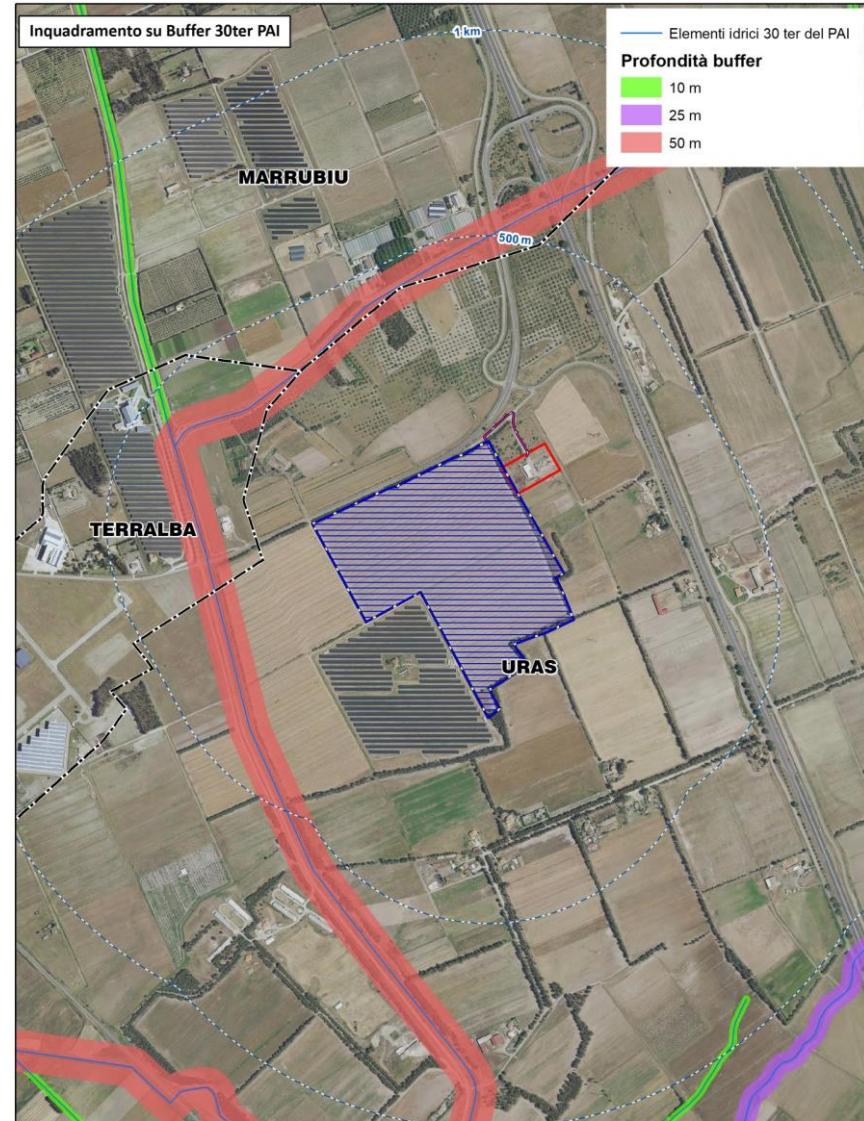 Inquadramento su Buffer 30ter PAI
1 km
Elementi idrici 30 ter del PAI
Profondità buffer
10 m
25 m
50 m
MARRUBIU
500 m
TERRALBA
URAS